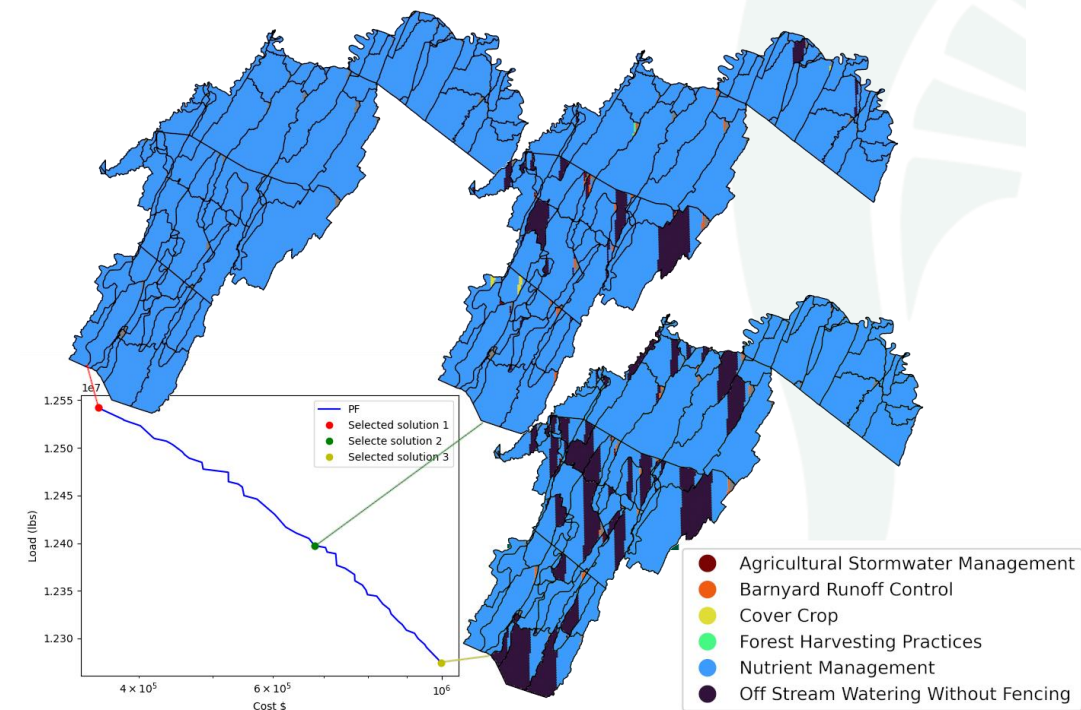 1e7
1.255
1.250
1.245
1.240
1.235
1.230
Load (lbs)
PF
Selected solution 1
Selecte solution 2
Selected solution 3
4 × 10⁵
6 × 10⁵
10⁶
Cost $
Agricultural Stormwater Management
Barnyard Runoff Control
Cover Crop
Forest Harvesting Practices
Nutrient Management
Off Stream Watering Without Fencing